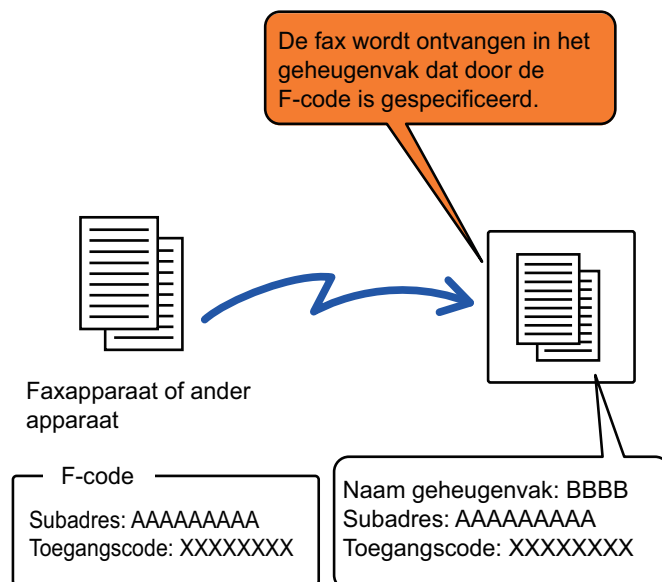 De fax wordt ontvangen in het
geheugenvak dat door de
F-code is gespecificeerd.
Faxapparaat of ander
apparaat
F-code
Subadres: AAAAAAAAA
Toegangscode: XXXXXXXX
Naam geheugenvak: BBBB
Subadres: AAAAAAAAA
Toegangscode: XXXXXXXX